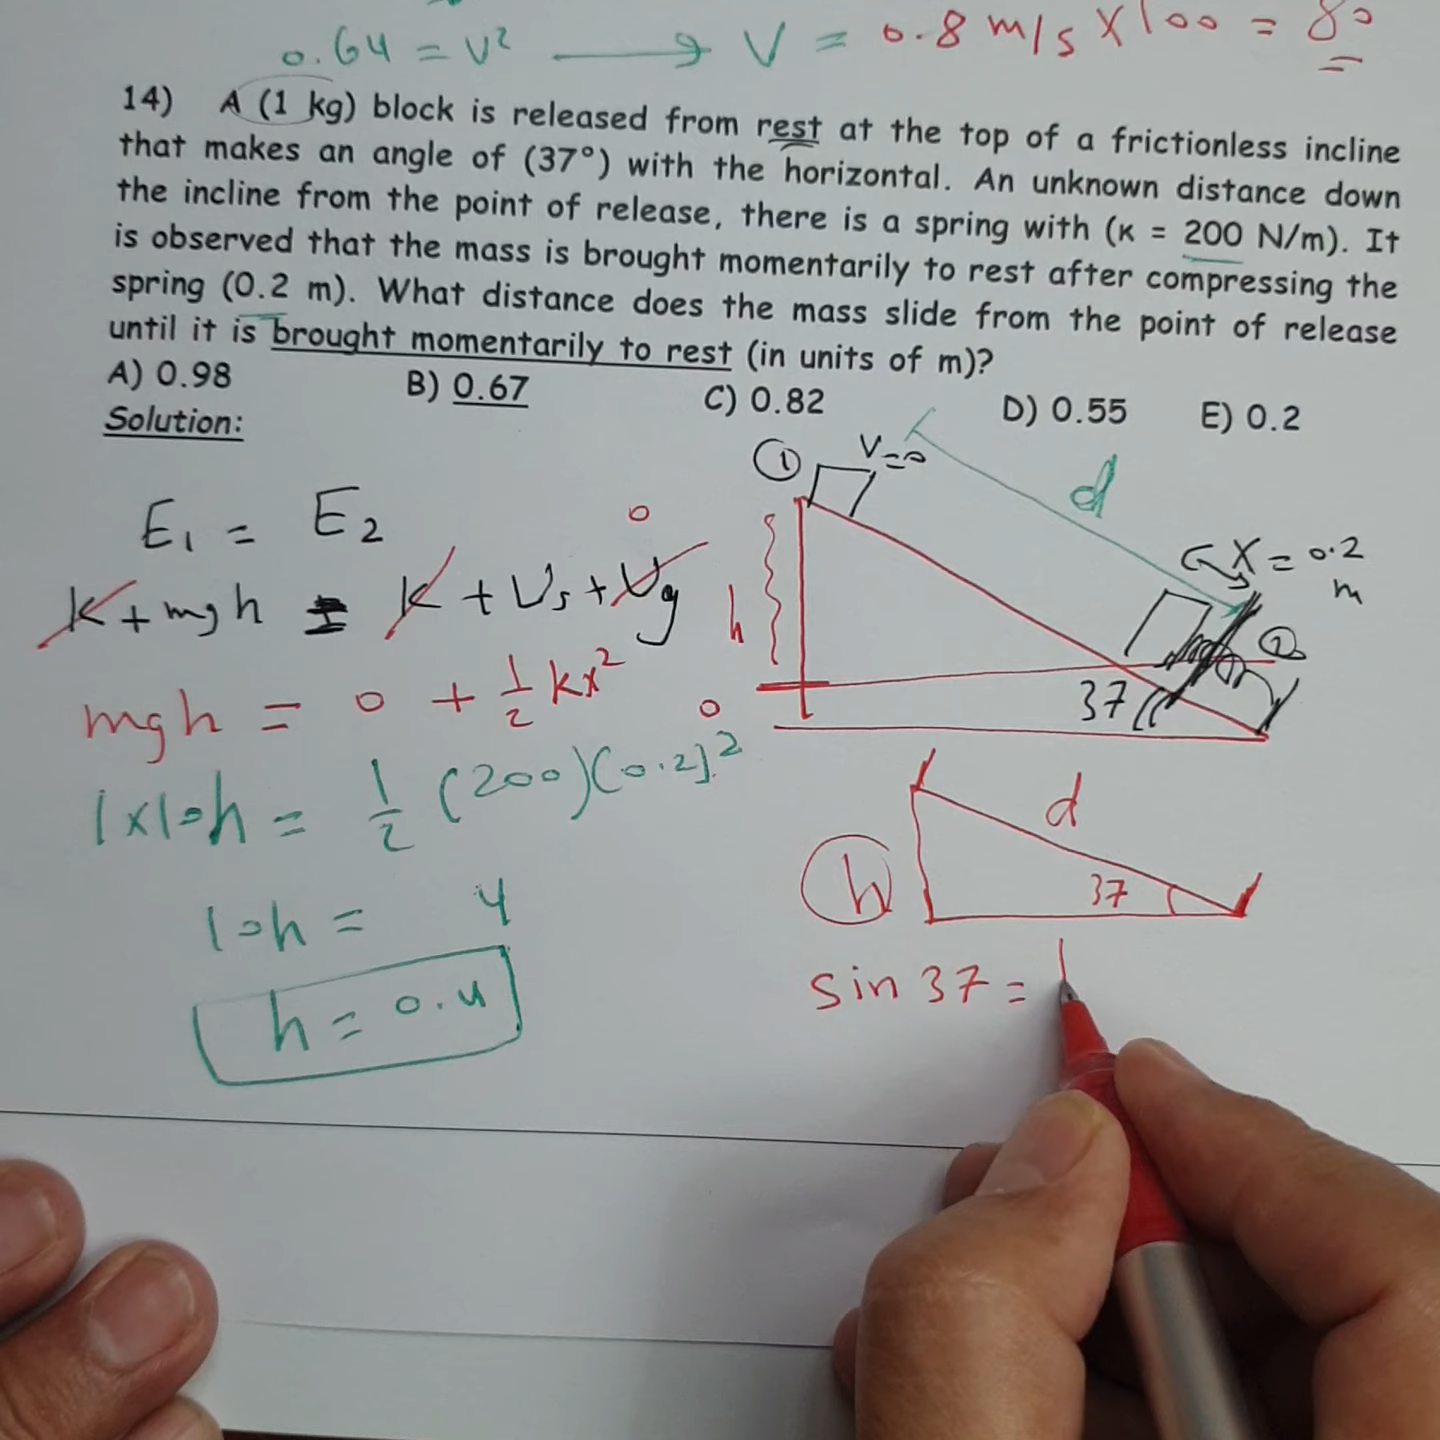 0.64 = V² → V = 0.8 m/s × 100 = 80
14) A (1 kg) block is released from rest at the top of a frictionless incline
that makes an angle of (37°) with the horizontal. An unknown distance down
the incline from the point of release, there is a spring with (κ = 200 N/m). It
is observed that the mass is brought momentarily to rest after compressing the
spring (0.2 m). What distance does the mass slide from the point of release
until it is brought momentarily to rest (in units of m)?
A) 0.98 B) 0.67 C) 0.82 D) 0.55 E) 0.2
Solution:
① V=0
d
E₁ = E₂
0
x = 0.2 m
K + mgh = K + Us + Ug
h
②
mgh = 0 + ½ kx²
0
37
1×10h = ½ (200)(0.2)²
d
h
37
10h = 4
sin 37 =
h = 0.4